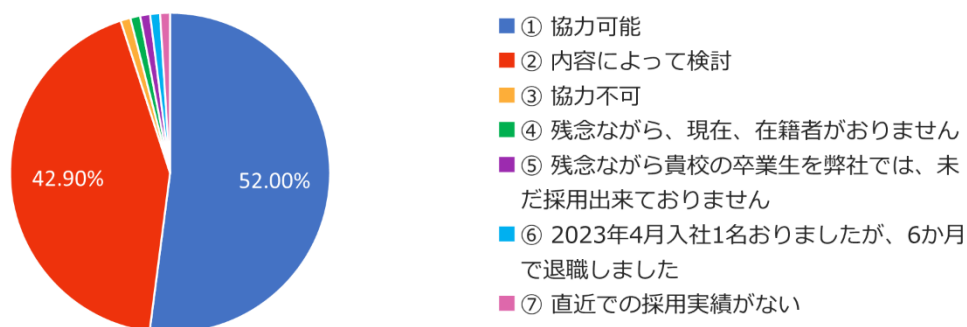 ① 協力可能
② 内容によって検討
③ 協力不可
④ 残念ながら、現在、在籍者がおりません
⑤ 残念ながら貴校の卒業生を弊社では、未
だ採用出来ておりません
⑥ 2023年4月入社1名おりましたが、6か月
で退職しました
⑦ 直近での採用実績がない
42.90%
52.00%